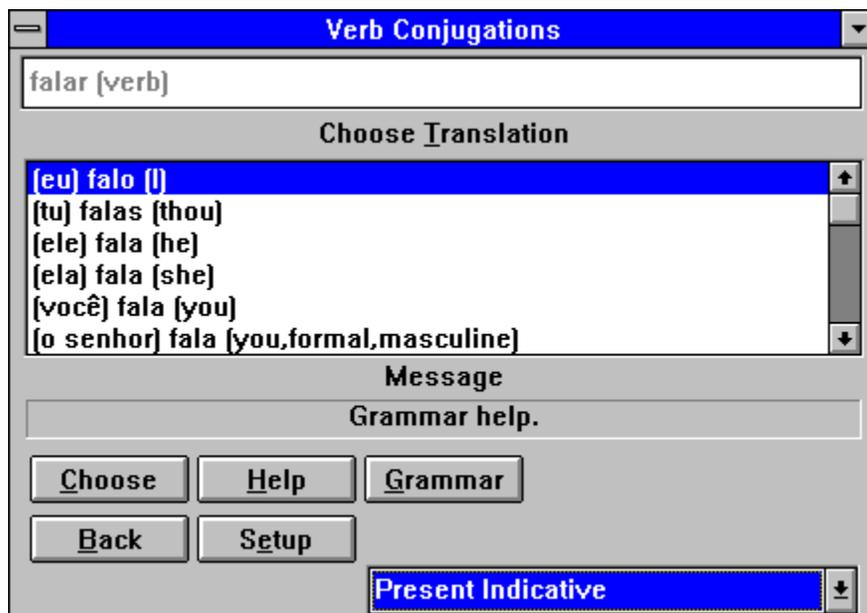 Verb Conjugations
falar (verb)
Choose Translation
(eu) falo (I)
(tu) falas (thou)
(ele) fala (he)
(ela) fala (she)
(você) fala (you)
(o senhor) fala (you,formal,masculine)
Message
Grammar help.
Choose Help Grammar
Back Setup
Present Indicative